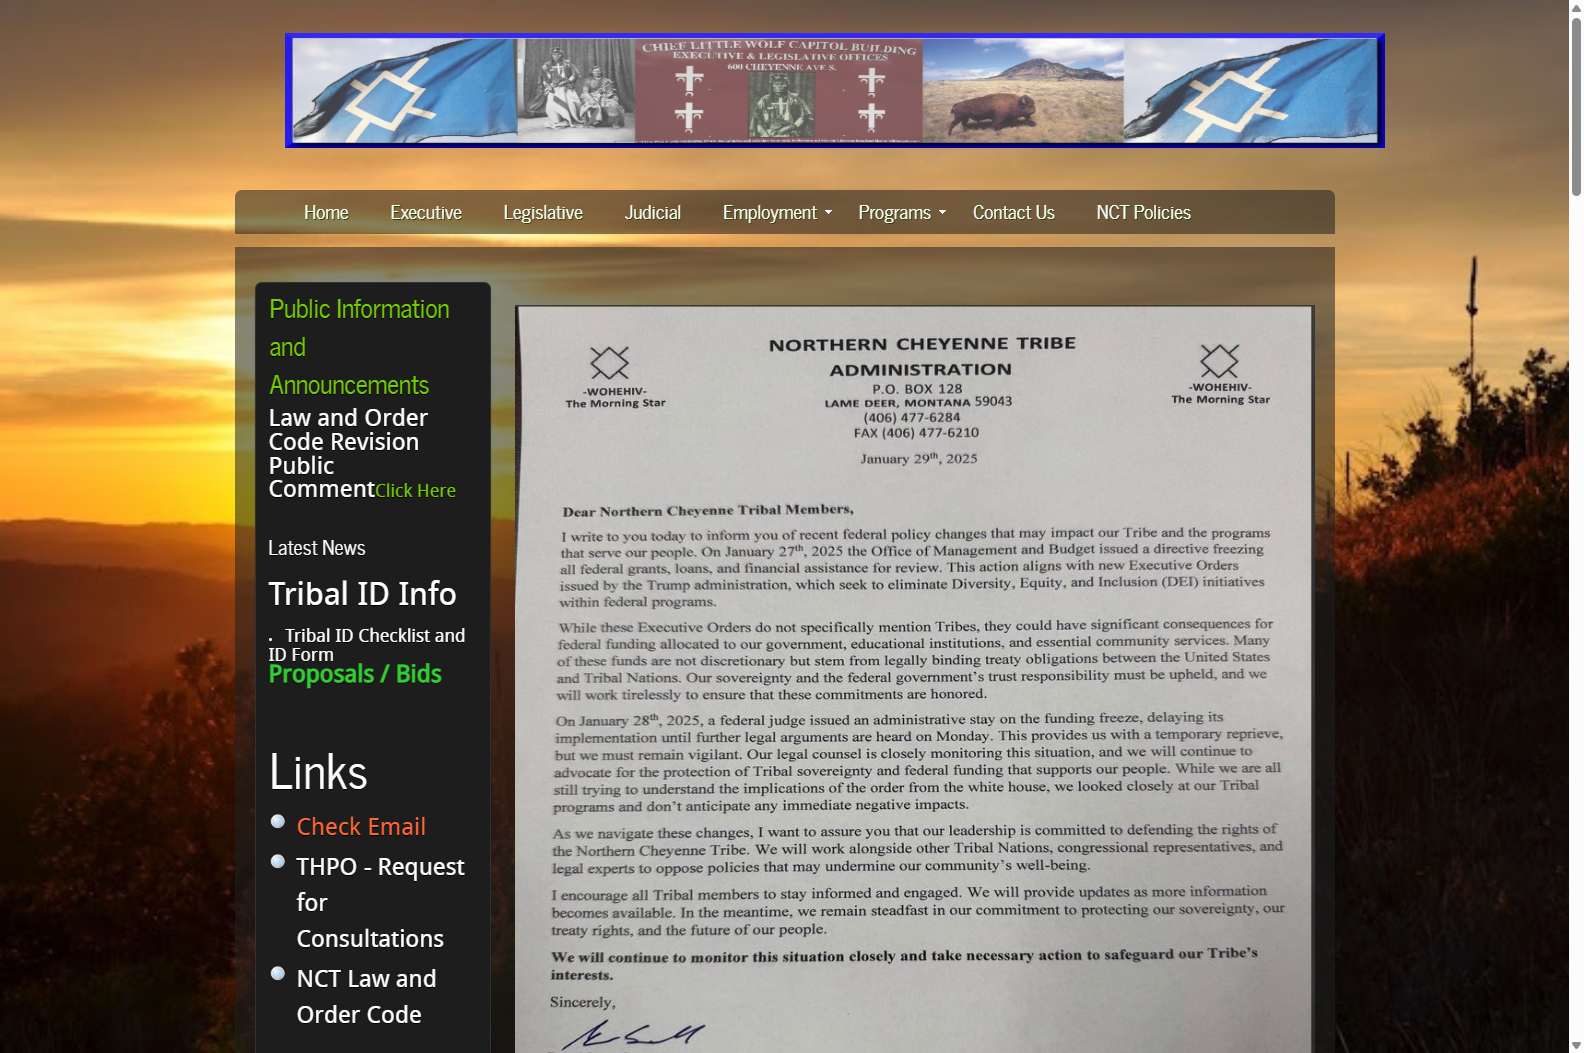 CHIEF LITTLE WOLF CAPITOL BUILDING
EXECUTIVE & LEGISLATIVE OFFICES
600 CHEYENNE AVE S.
Home
Executive
Legislative
Judicial
Employment
Programs
Contact Us
NCT Policies
Public Information
and
Announcements
Law and Order
Code Revision
Public
CommentClick Here
Latest News
Tribal ID Info
. Tribal ID Checklist and
ID Form
Proposals / Bids
Links
Check Email
THPO - Request
for
Consultations
NCT Law and
Order Code
-WOHEHIV-
The Morning Star
NORTHERN CHEYENNE TRIBE
ADMINISTRATION
P.O. BOX 128
LAME DEER, MONTANA 59043
(406) 477-6284
FAX (406) 477-6210
-WOHEHIV-
The Morning Star
January 29th, 2025
Dear Northern Cheyenne Tribal Members,
I write to you today to inform you of recent federal policy changes that may impact our Tribe and the programs
that serve our people. On January 27th, 2025 the Office of Management and Budget issued a directive freezing
all federal grants, loans, and financial assistance for review. This action aligns with new Executive Orders
issued by the Trump administration, which seek to eliminate Diversity, Equity, and Inclusion (DEI) initiatives
within federal programs.
While these Executive Orders do not specifically mention Tribes, they could have significant consequences for
federal funding allocated to our government, educational institutions, and essential community services. Many
of these funds are not discretionary but stem from legally binding treaty obligations between the United States
and Tribal Nations. Our sovereignty and the federal government's trust responsibility must be upheld, and we
will work tirelessly to ensure that these commitments are honored.
On January 28th, 2025, a federal judge issued an administrative stay on the funding freeze, delaying its
implementation until further legal arguments are heard on Monday. This provides us with a temporary reprieve,
but we must remain vigilant. Our legal counsel is closely monitoring this situation, and we will continue to
advocate for the protection of Tribal sovereignty and federal funding that supports our people. While we are all
still trying to understand the implications of the order from the white house, we looked closely at our Tribal
programs and don't anticipate any immediate negative impacts.
As we navigate these changes, I want to assure you that our leadership is committed to defending the rights of
the Northern Cheyenne Tribe. We will work alongside other Tribal Nations, congressional representatives, and
legal experts to oppose policies that may undermine our community's well-being.
I encourage all Tribal members to stay informed and engaged. We will provide updates as more information
becomes available. In the meantime, we remain steadfast in our commitment to protecting our sovereignty, our
treaty rights, and the future of our people.
We will continue to monitor this situation closely and take necessary action to safeguard our Tribe's
interests.
Sincerely,